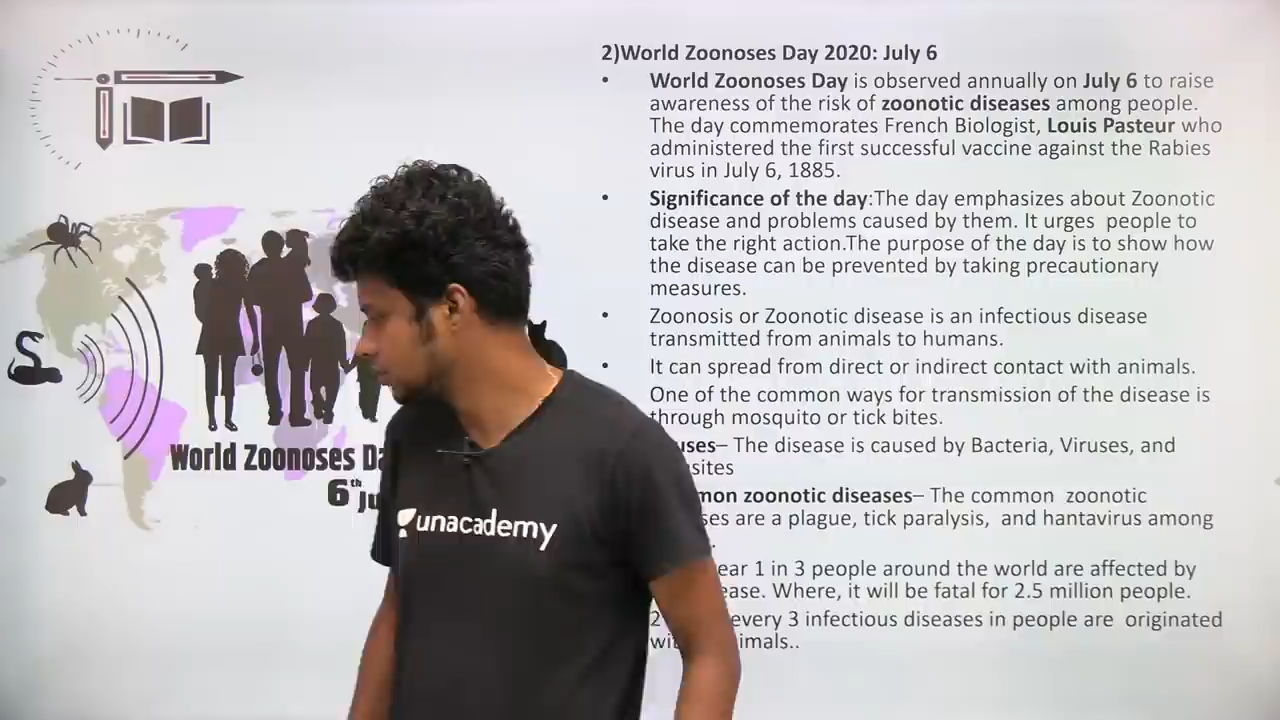 2)World Zoonoses Day 2020: July 6
• World Zoonoses Day is observed annually on July 6 to raise
awareness of the risk of zoonotic diseases among people.
The day commemorates French Biologist, Louis Pasteur who
administered the first successful vaccine against the Rabies
virus in July 6, 1885.
• Significance of the day:The day emphasizes about Zoonotic
disease and problems caused by them. It urges people to
take the right action.The purpose of the day is to show how
the disease can be prevented by taking precautionary
measures.
• Zoonosis or Zoonotic disease is an infectious disease
transmitted from animals to humans.
• It can spread from direct or indirect contact with animals.
One of the common ways for transmission of the disease is
through mosquito or tick bites.
– The disease is caused by Bacteria, Viruses, and
zoonotic diseases– The common zoonotic
are a plague, tick paralysis, and hantavirus among
1 in 3 people around the world are affected by
Where, it will be fatal for 2.5 million people.
2 every 3 infectious diseases in people are originated
World Zoonoses
6th
unacademy